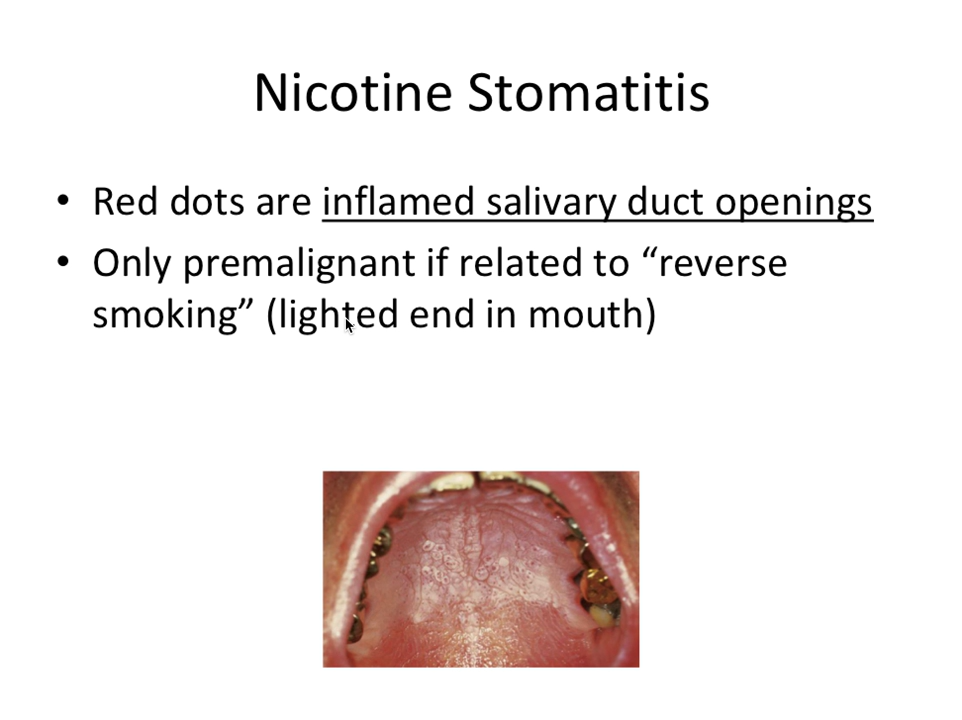 Nicotine Stomatitis
• Red dots are inflamed salivary duct openings
• Only premalignant if related to “reverse
smoking” (lighted end in mouth)